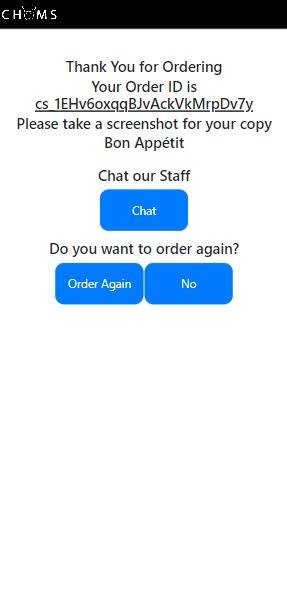 CHOMS
Thank You for Ordering
Your Order ID is
cs_1EHv6oxqqBJvAckVkMrpDv7y
Please take a screenshot for your copy
Bon Appétit
Chat our Staff
Chat
Do you want to order again?
Order Again No